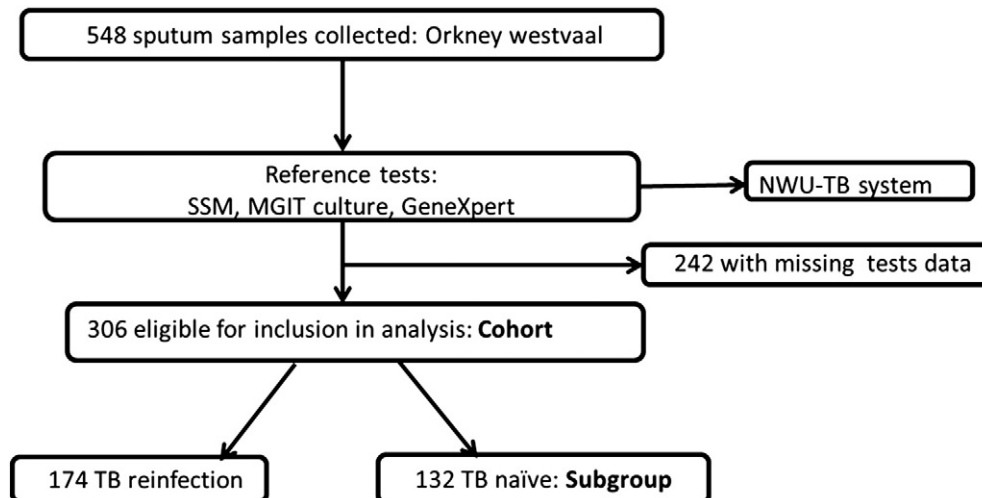 548 sputum samples collected: Orkney westvaal
Reference tests:
SSM, MGIT culture, GeneXpert
NWU-TB system
242 with missing tests data
306 eligible for inclusion in analysis: Cohort
174 TB reinfection
132 TB naïve: Subgroup